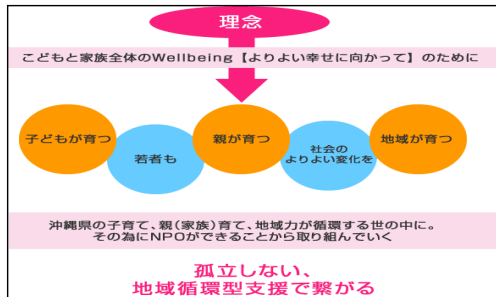 理念
こどもと家族全体のWellbeing【よりよい幸せに向かって】のために
子どもが育つ
若者も
親が育つ
社会の
よりよい変化を
地域が育つ
沖縄県の子育て、親(家族)育て、地域力が循環する世の中に。
その為にNPOができることから取り組んでいく
孤立しない、
地域循環型支援で繋がる